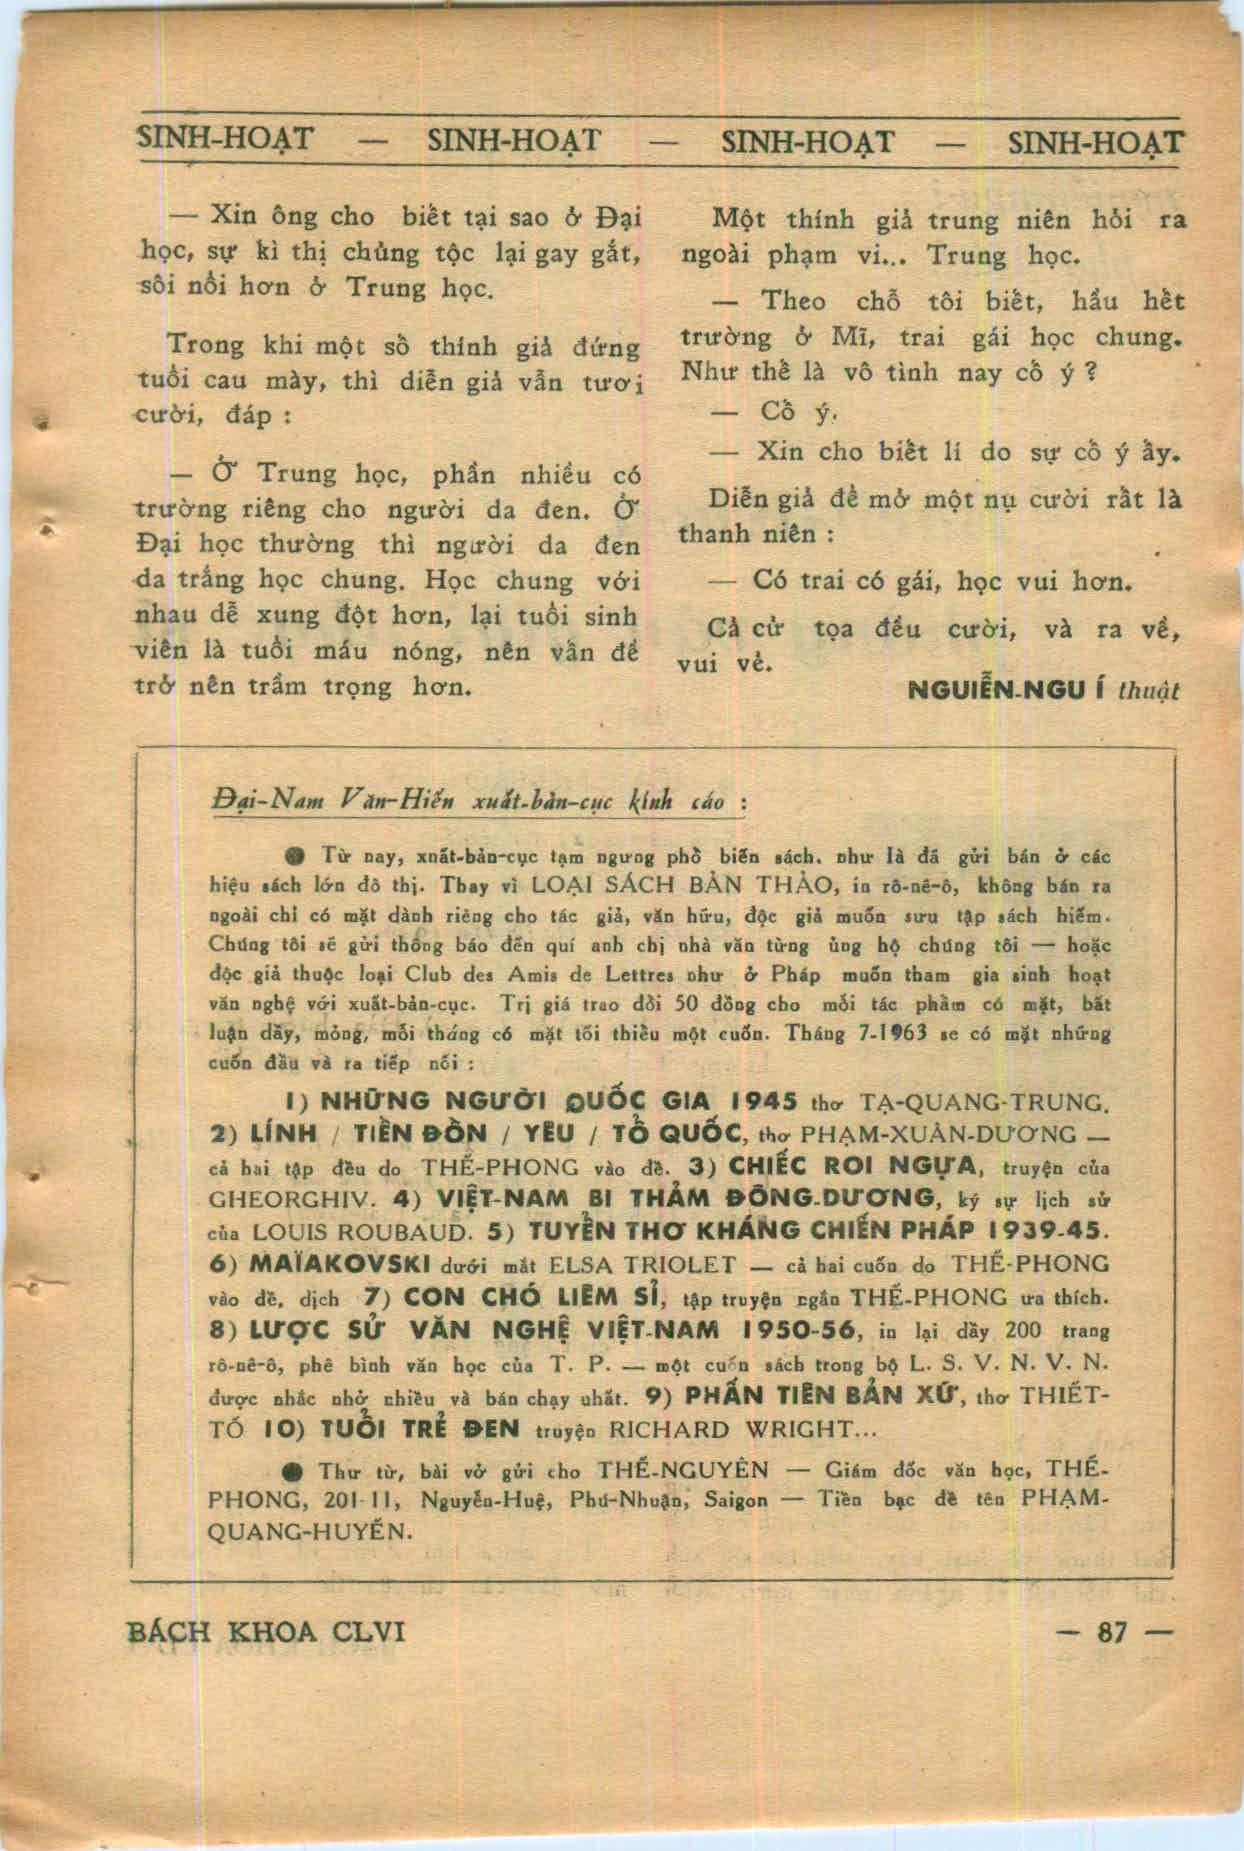 SINH-HOẠT — SINH-HOẠT — SINH-HOẠT — SINH-HOẠT
— Xin ông cho biết tại sao ở Đại
học, sự kì thị chủng tộc lại gay gắt,
sôi nổi hơn ở Trung học.
Trong khi một số thính giả đứng
tuổi cau mày, thì diễn giả vẫn tươi
cười, đáp :
— Ở Trung học, phần nhiều có
trường riêng cho người da đen. Ở
Đại học thường thì người da đen
da trắng học chung. Học chung với
nhau dễ xung đột hơn, lại tuổi sinh
viên là tuổi máu nóng, nên vấn đề
trở nên trầm trọng hơn.
Một thính giả trung niên hỏi ra
ngoài phạm vi... Trung học.
— Theo chỗ tôi biết, hầu hết
trường ở Mĩ, trai gái học chung.
Như thế là vô tình nay cố ý ?
— Cố ý.
— Xin cho biết lí do sự cố ý ấy.
Diễn giả để mở một nụ cười rất là
thanh niên :
— Có trai có gái, học vui hơn.
Cả cử tọa đều cười, và ra về,
vui vẻ.
NGUIỄN-NGU Í thuật
Đại-Nam Văn-Hiến xuất-bản-cục kính cáo :
● Từ nay, xnất-bản-cục tạm ngưng phổ biến sách. như là đã gửi bán ở các
hiệu sách lớn đô thị. Thay vì LOẠI SÁCH BẢN THẢO, in rô-nê-ô, không bán ra
ngoài chỉ có mặt dành riêng cho tác giả, văn hữu, độc giả muốn sưu tập sách hiếm.
Chúng tôi sẽ gửi thông báo đến quí anh chị nhà văn từng ủng hộ chúng tôi — hoặc
độc giả thuộc loại Club des Amis de Lettres như ở Pháp muốn tham gia sinh hoạt
văn nghệ với xuất-bản-cục. Trị giá trao đổi 50 đồng cho mỗi tác phẩm có mặt, bất
luận dầy, mỏng, mỗi tháng có mặt tối thiểu một cuốn. Tháng 7-1963 se có mặt những
cuốn đầu và ra tiếp nối :
1) NHỮNG NGƯỜI QUỐC GIA 1945 thơ TẠ-QUANG-TRUNG.
2) LÍNH / TIỀN ĐỒN / YÊU / TỔ QUỐC, thơ PHẠM-XUÂN-DƯƠNG —
cả hai tập đều do THẾ-PHONG vào đề. 3) CHIẾC ROI NGỰA, truyện của
GHEORGHIV. 4) VIỆT-NAM BI THẢM ĐÔNG-DƯƠNG, ký sự lịch sử
của LOUIS ROUBAUD. 5) TUYỂN THƠ KHÁNG CHIẾN PHÁP 1939-45.
6) MAÏAKOVSKI dưới mắt ELSA TRIOLET — cả hai cuốn do THẾ-PHONG
vào đề, dịch 7) CON CHÓ LIÊM SỈ, tập truyện ngắn THẾ-PHONG ưa thích.
8) LƯỢC SỬ VĂN NGHỆ VIỆT-NAM 1950-56, in lại dầy 200 trang
rô-nê-ô, phê bình văn học của T. P. — một cuốn sách trong bộ L. S. V. N. V. N.
được nhắc nhở nhiều và bán chạy nhất. 9) PHẤN TIÊN BẢN XỨ, thơ THIẾT-
TỐ 10) TUỔI TRẺ ĐEN truyện RICHARD WRIGHT...
● Thư từ, bài vở gửi cho THẾ-NGUYÊN — Giám đốc văn học, THẾ-
PHONG, 201-11, Nguyễn-Huệ, Phú-Nhuận, Saigon — Tiền bạc đề tên PHẠM-
QUANG-HUYẾN.
BÁCH KHOA CLVI
— 87 —